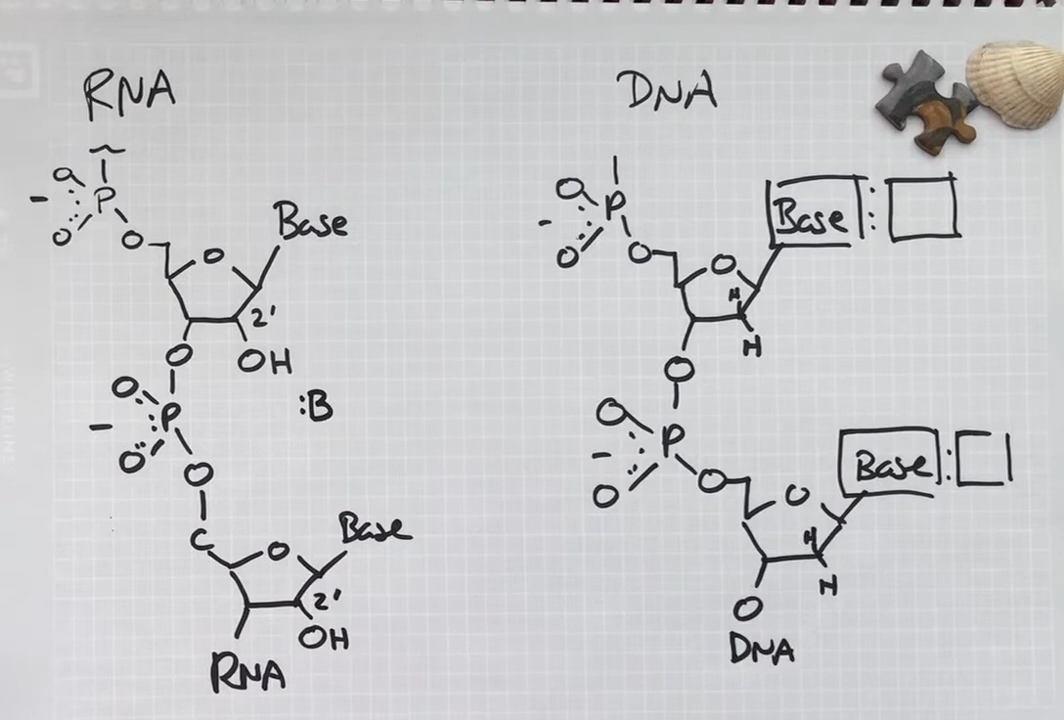 RNA
O
- P
O O
O Base
2'
O OH
O
- P :B
O O
C O Base
2'
OH
RNA
DNA
O
- P Base :
O O
O
H
H
O
O
- P Base :
O O
O
H
H
O
DNA